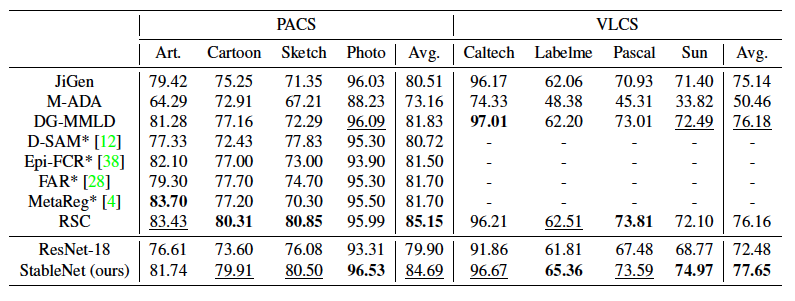 PACS VLCS
Art. Cartoon Sketch Photo Avg. Caltech Labelme Pascal Sun Avg.
JiGen 79.42 75.25 71.35 96.03 80.51 96.17 62.06 70.93 71.40 75.14
M-ADA 64.29 72.91 67.21 88.23 73.16 74.33 48.38 45.31 33.82 50.46
DG-MMLD 81.28 77.16 72.29 96.09 81.83 97.01 62.20 73.01 72.49 76.18
D-SAM* [12] 77.33 72.43 77.83 95.30 80.72 - - - - -
Epi-FCR* [38] 82.10 77.00 73.00 93.90 81.50 - - - - -
FAR* [28] 79.30 77.70 74.70 95.30 81.70 - - - - -
MetaReg* [4] 83.70 77.20 70.30 95.50 81.70 - - - - -
RSC 83.43 80.31 80.85 95.99 85.15 96.21 62.51 73.81 72.10 76.16
ResNet-18 76.61 73.60 76.08 93.31 79.90 91.86 61.81 67.48 68.77 72.48
StableNet (ours) 81.74 79.91 80.50 96.53 84.69 96.67 65.36 73.59 74.97 77.65